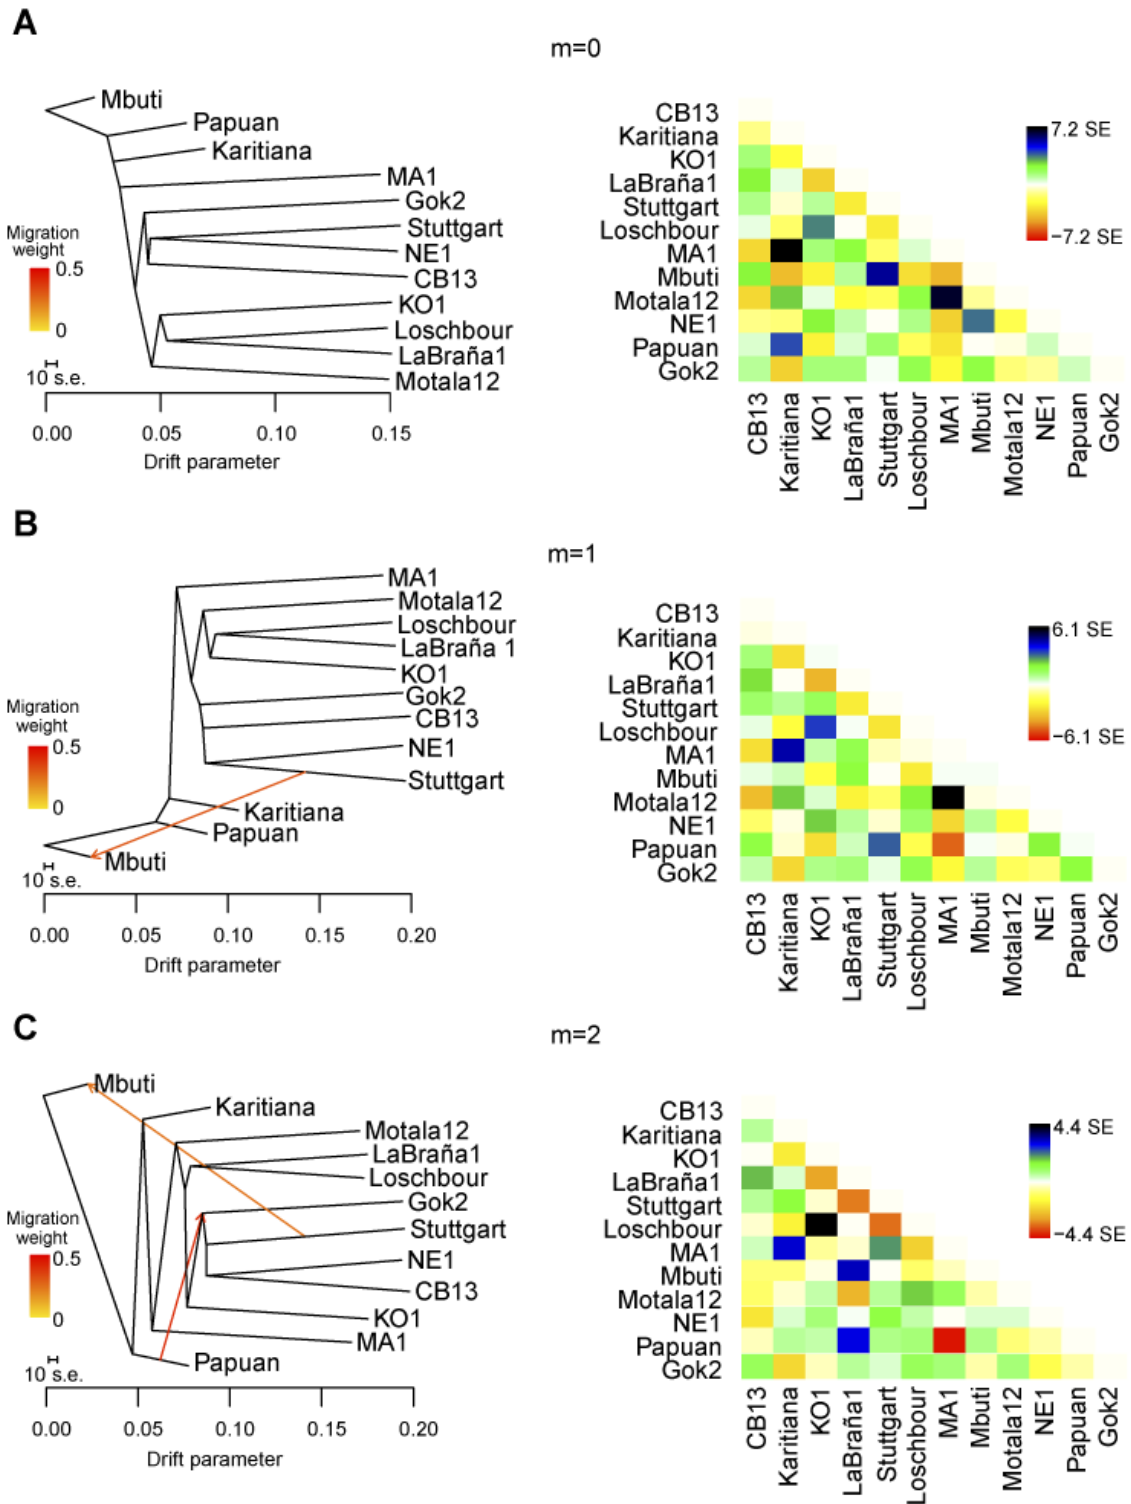 A
m=0
Mbuti
Papuan
Karitiana
MA1
Gok2
Stuttgart
NE1
CB13
KO1
Loschbour
LaBraña1
Motala12
Migration
weight
0.5
0
10 s.e.
0.00 0.05 0.10 0.15
Drift parameter
CB13
Karitiana
KO1
LaBraña1
Stuttgart
Loschbour
MA1
Mbuti
Motala12
NE1
Papuan
Gok2
7.2 SE
−7.2 SE
CB13 Karitiana KO1 LaBraña1 Stuttgart Loschbour MA1 Mbuti Motala12 NE1 Papuan Gok2
B
m=1
MA1
Motala12
Loschbour
LaBraña 1
KO1
Gok2
CB13
NE1
Stuttgart
Karitiana
Papuan
Mbuti
Migration
weight
0.5
0
10 s.e.
0.00 0.05 0.10 0.15 0.20
Drift parameter
CB13
Karitiana
KO1
LaBraña1
Stuttgart
Loschbour
MA1
Mbuti
Motala12
NE1
Papuan
Gok2
6.1 SE
−6.1 SE
CB13 Karitiana KO1 LaBraña1 Stuttgart Loschbour MA1 Mbuti Motala12 NE1 Papuan Gok2
C
m=2
Mbuti
Karitiana
Motala12
LaBraña1
Loschbour
Gok2
Stuttgart
NE1
CB13
KO1
MA1
Papuan
Migration
weight
0.5
0
10 s.e.
0.00 0.05 0.10 0.15 0.20
Drift parameter
CB13
Karitiana
KO1
LaBraña1
Stuttgart
Loschbour
MA1
Mbuti
Motala12
NE1
Papuan
Gok2
4.4 SE
−4.4 SE
CB13 Karitiana KO1 LaBraña1 Stuttgart Loschbour MA1 Mbuti Motala12 NE1 Papuan Gok2